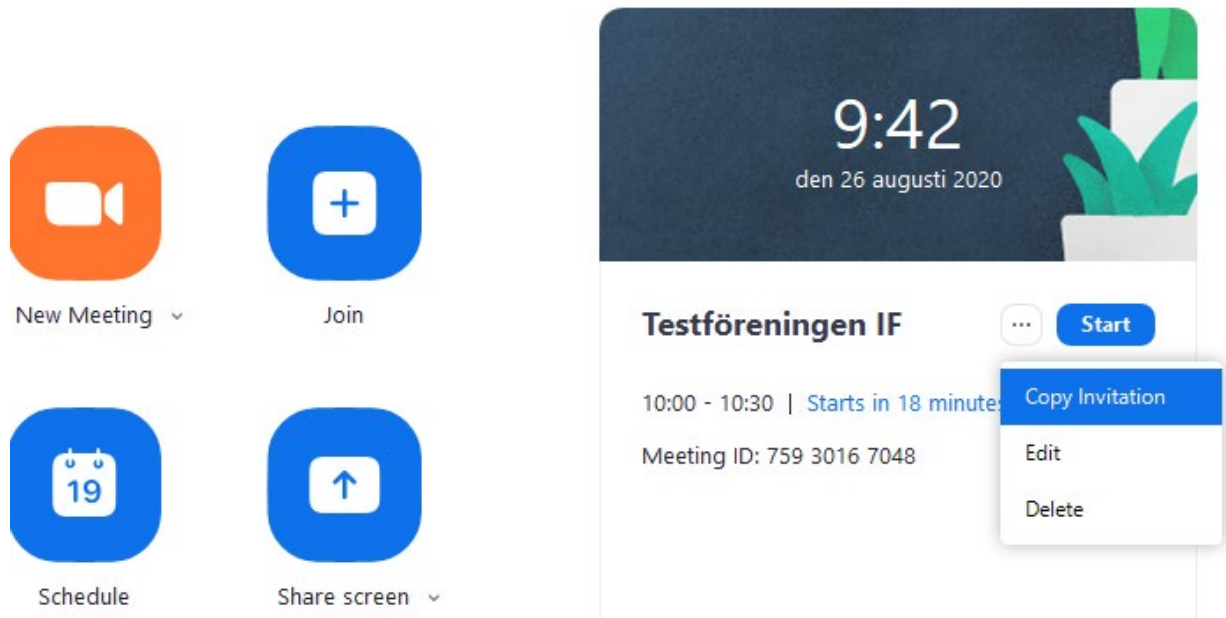 9:42
den 26 augusti 2020
New Meeting
Join
19
Schedule
Share screen
Testföreningen IF
Start
10:00 - 10:30 | Starts in 18 minutes
Meeting ID: 759 3016 7048
Copy Invitation
Edit
Delete